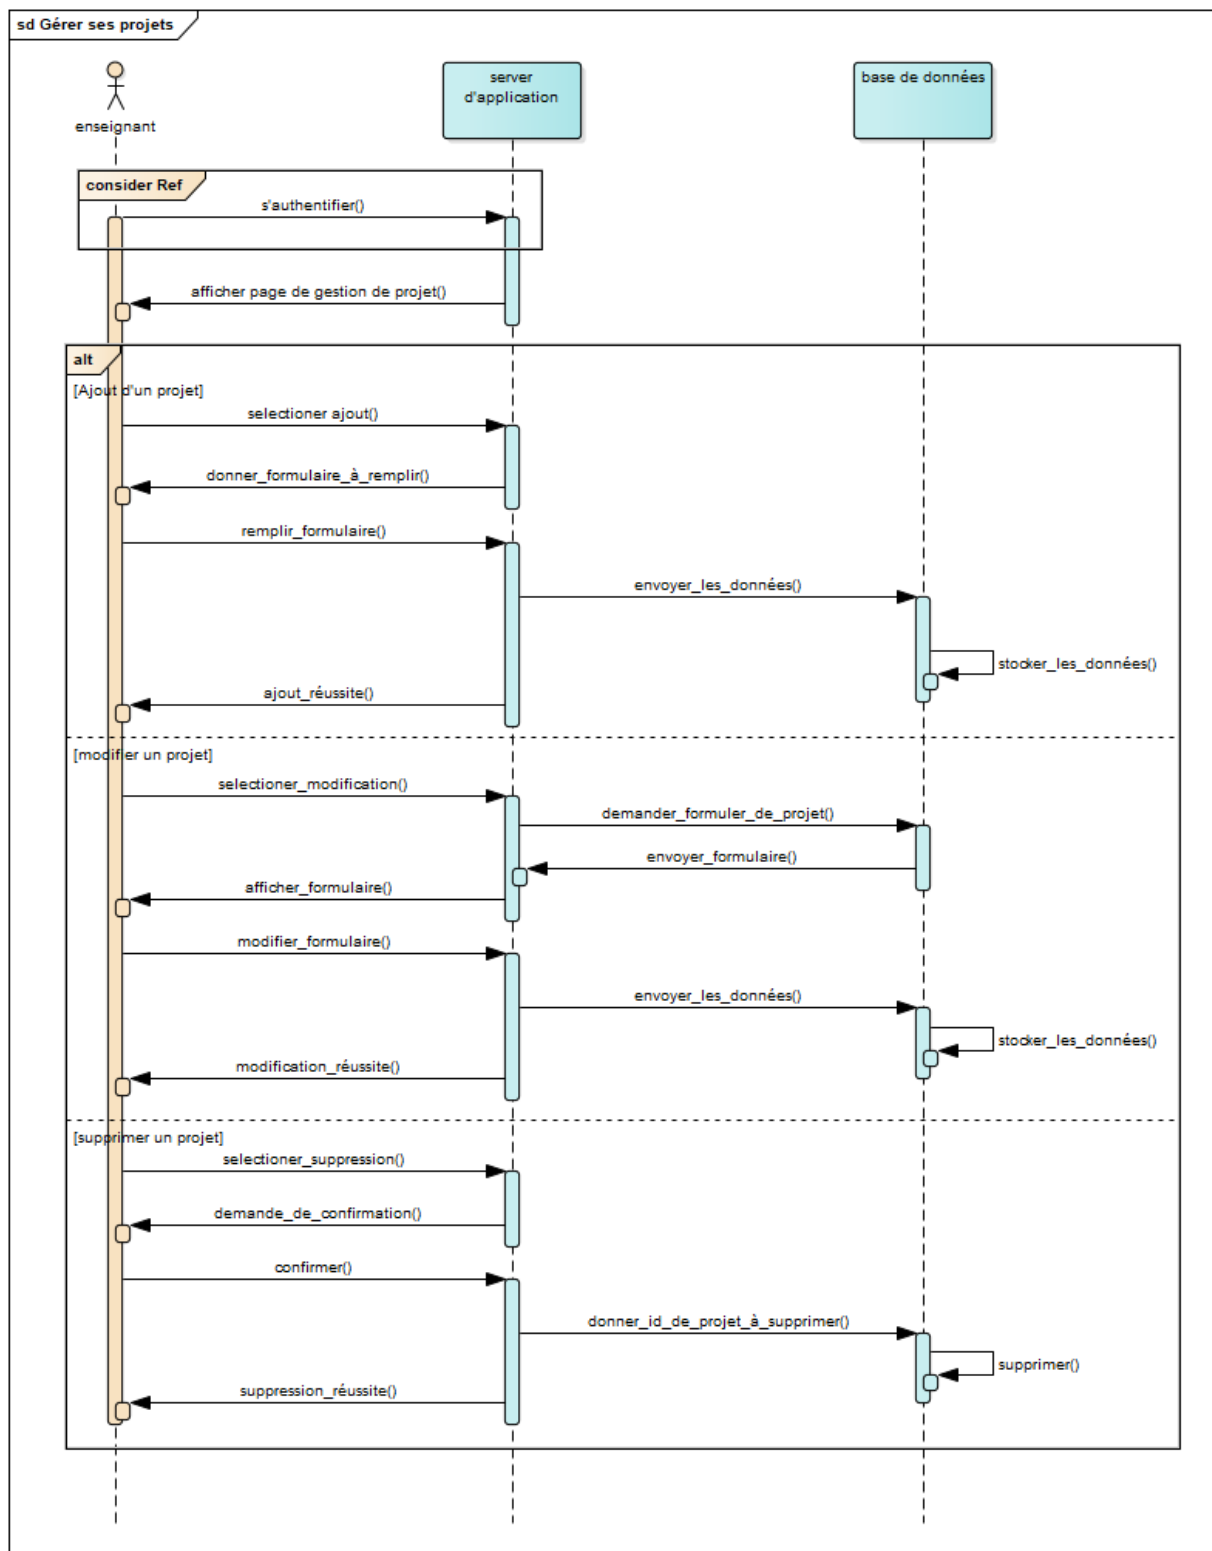 sd Gérer ses projets
server
d'application
base de données
enseignant
consider Ref
s'authentifier()
afficher page de gestion de projet()
alt
[Ajout d'un projet]
selectioner ajout()
donner_formulaire_à_remplir()
remplir_formulaire()
envoyer_les_données()
stocker_les_données()
ajout_réussite()
[modifier un projet]
selectioner_modification()
demander_formuler_de_projet()
envoyer_formulaire()
afficher_formulaire()
modifier_formulaire()
envoyer_les_données()
stocker_les_données()
modification_réussite()
[supprimer un projet]
selectioner_suppression()
demande_de_confirmation()
confirmer()
donner_id_de_projet_à_supprimer()
supprimer()
suppression_réussite()